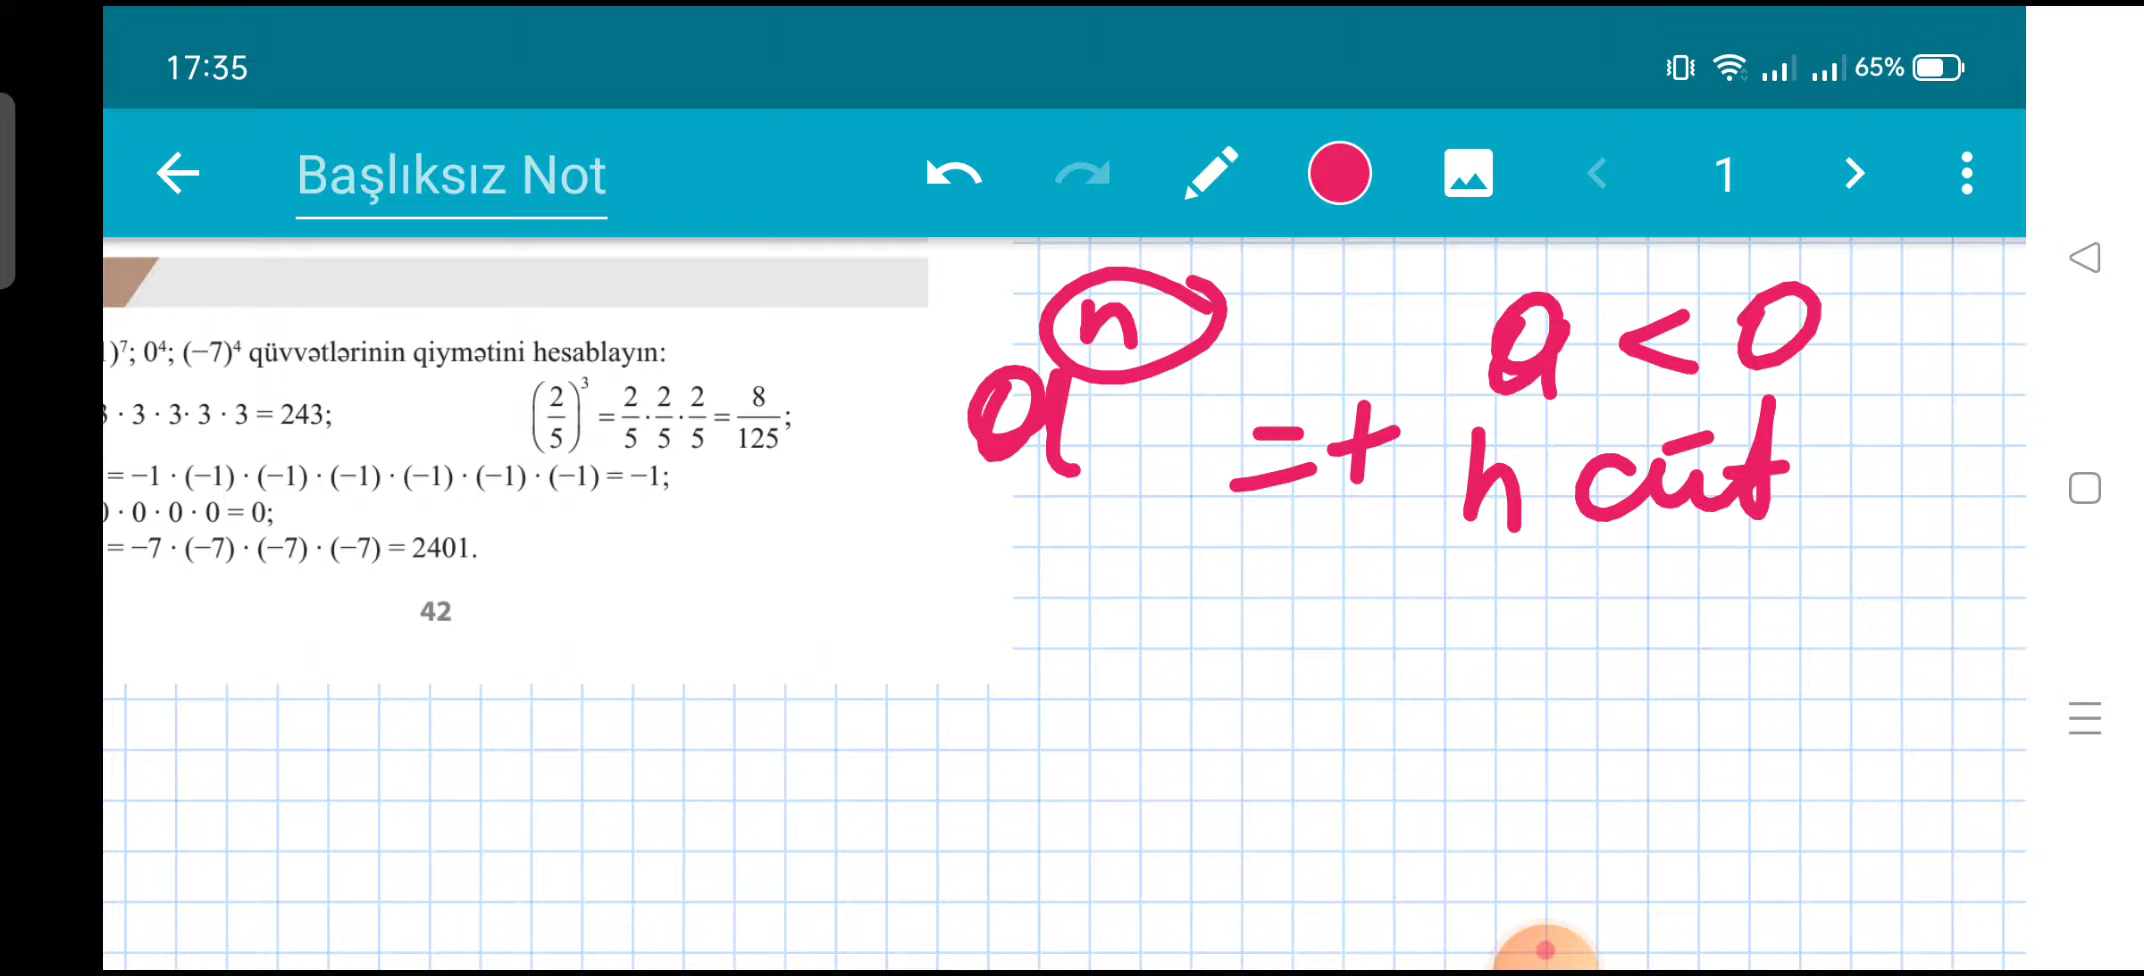 17:35
65%
Başlıksız Not
1
)⁷; 0⁴; (−7)⁴ qüvvətlərinin qiymətini hesablayın:
3 · 3 · 3 · 3 · 3 = 243;
(2/5)³ = 2/5 · 2/5 · 2/5 = 8/125;
= −1 · (−1) · (−1) · (−1) · (−1) · (−1) · (−1) = −1;
0 · 0 · 0 · 0 = 0;
= −7 · (−7) · (−7) · (−7) = 2401.
42
aⁿ = + a < 0
n cüt